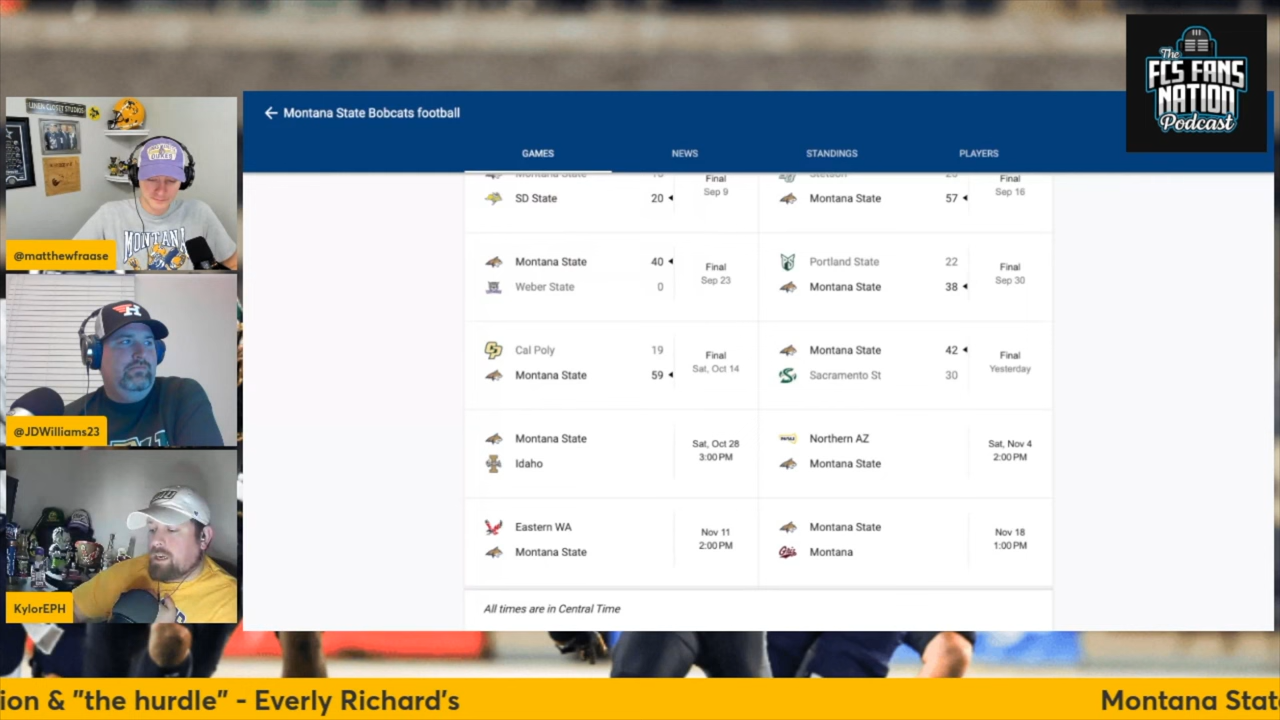 The
FCS FANS
NATION
Podcast
@matthewfraase
MONTANA
@JDWilliams23
KylorEPH
Montana State Bobcats football
GAMES
NEWS
STANDINGS
PLAYERS
Montana State
SD State 20
Final
Sep 9
Stetson
Montana State 57
Final
Sep 16
Montana State 40
Weber State 0
Final
Sep 23
Portland State 22
Montana State 38
Final
Sep 30
Cal Poly 19
Montana State 59
Final
Sat, Oct 14
Montana State 42
Sacramento St 30
Final
Yesterday
Montana State
Idaho
Sat, Oct 28
3:00 PM
Northern AZ
Montana State
Sat, Nov 4
2:00 PM
Eastern WA
Montana State
Nov 11
2:00 PM
Montana State
Montana
Nov 18
1:00 PM
All times are in Central Time
ion & "the hurdle" - Everly Richard's
Montana Stat